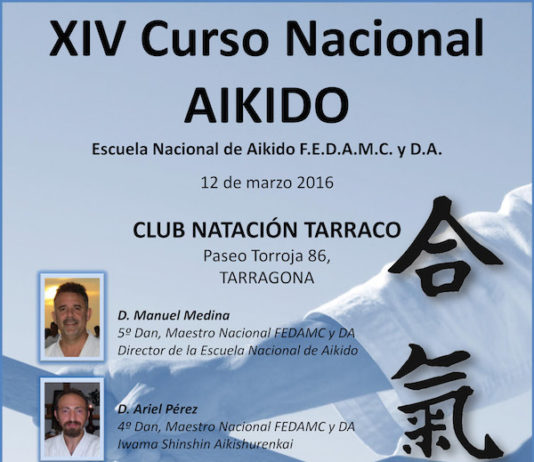 XIV Curso Nacional
AIKIDO
Escuela Nacional de Aikido F.E.D.A.M.C. y D.A.
12 de marzo 2016
CLUB NATACIÓN TARRACO
Paseo Torroja 86,
TARRAGONA
合
氣
D. Manuel Medina
5º Dan, Maestro Nacional FEDAMC y DA
Director de la Escuela Nacional de Aikido
D. Ariel Pérez
4º Dan, Maestro Nacional FEDAMC y DA
Iwama Shinshin Aikishurenkai